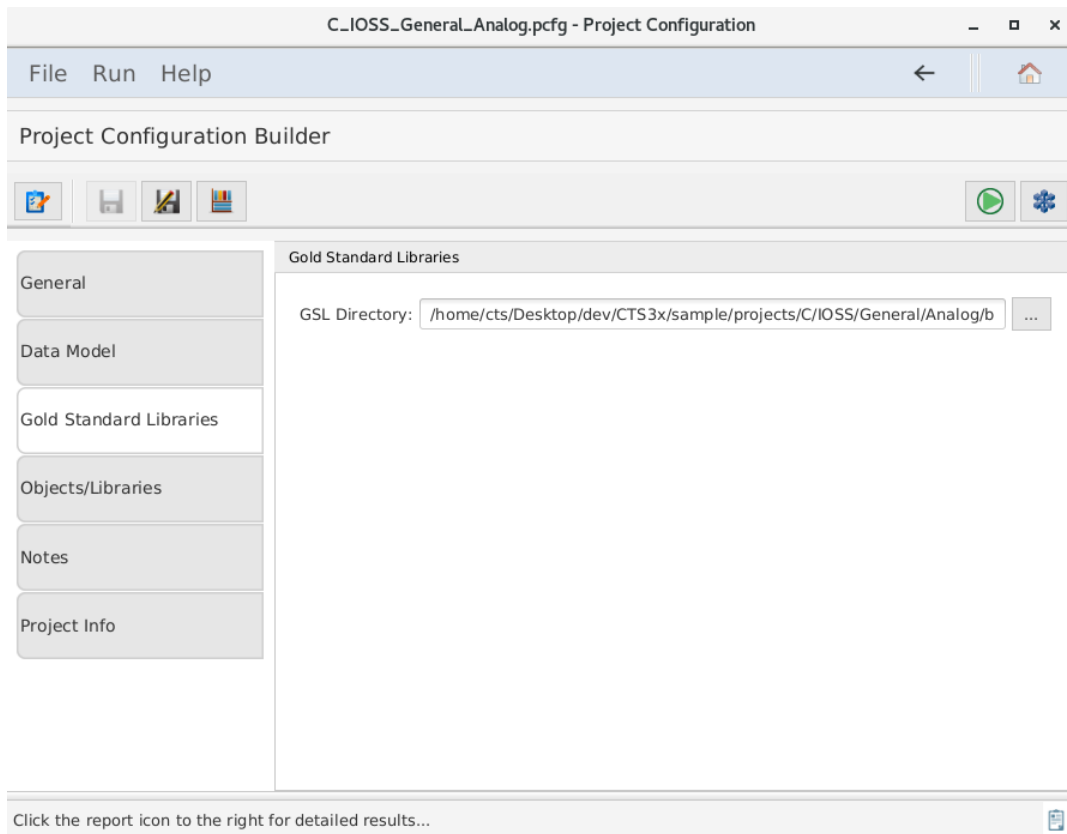 C_IOSS_General_Analog.pcfg - Project Configuration
File Run Help
Project Configuration Builder
General
Data Model
Gold Standard Libraries
Objects/Libraries
Notes
Project Info
Gold Standard Libraries
GSL Directory: /home/cts/Desktop/dev/CTS3x/sample/projects/C/IOSS/General/Analog/b ...
Click the report icon to the right for detailed results...